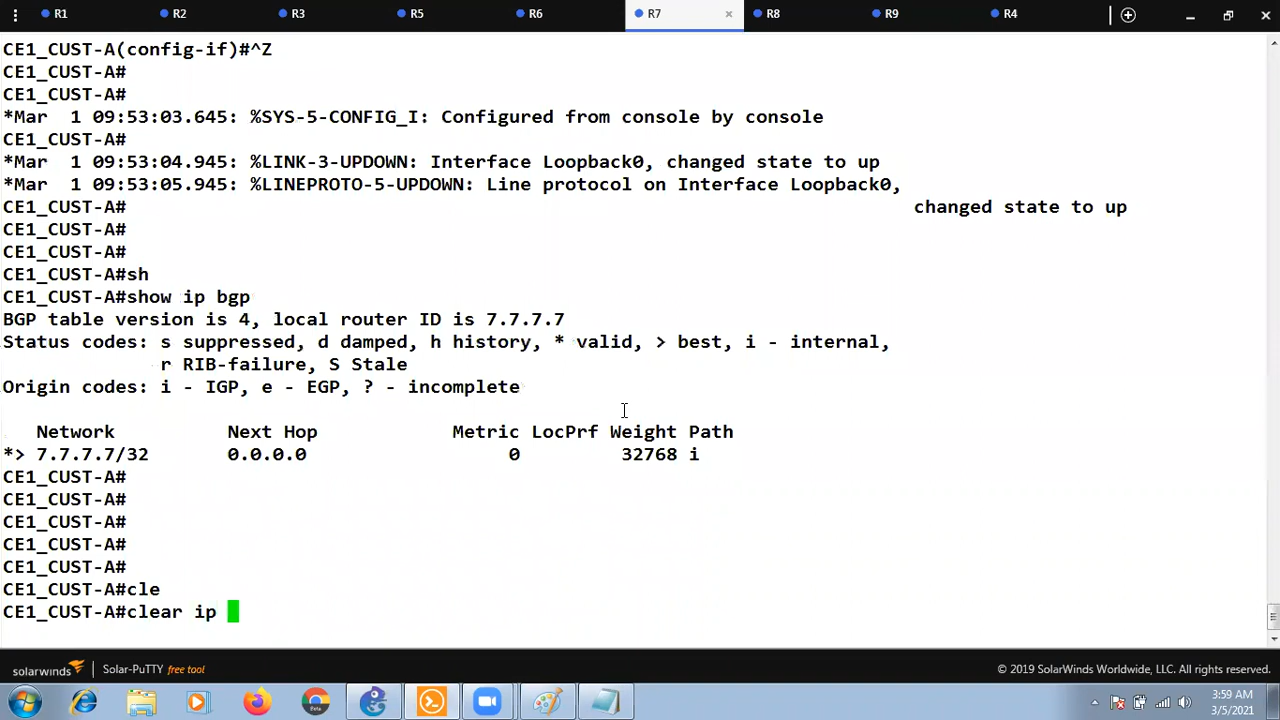 R1 R2 R3 R5 R6 R7 × R8 R9 R4
CE1_CUST-A(config-if)#^Z
CE1_CUST-A#
CE1_CUST-A#
*Mar  1 09:53:03.645: %SYS-5-CONFIG_I: Configured from console by console
CE1_CUST-A#
*Mar  1 09:53:04.945: %LINK-3-UPDOWN: Interface Loopback0, changed state to up
*Mar  1 09:53:05.945: %LINEPROTO-5-UPDOWN: Line protocol on Interface Loopback0,
CE1_CUST-A# changed state to up
CE1_CUST-A#
CE1_CUST-A#
CE1_CUST-A#sh
CE1_CUST-A#show ip bgp
BGP table version is 4, local router ID is 7.7.7.7
Status codes: s suppressed, d damped, h history, * valid, > best, i - internal,
r RIB-failure, S Stale
Origin codes: i - IGP, e - EGP, ? - incomplete
Network Next Hop Metric LocPrf Weight Path
*> 7.7.7.7/32 0.0.0.0 0 32768 i
CE1_CUST-A#
CE1_CUST-A#
CE1_CUST-A#
CE1_CUST-A#
CE1_CUST-A#
CE1_CUST-A#cle
CE1_CUST-A#clear ip
solarwinds Solar-PuTTY free tool © 2019 SolarWinds Worldwide, LLC. All rights reserved.
Beta
3:59 AM
3/5/2021